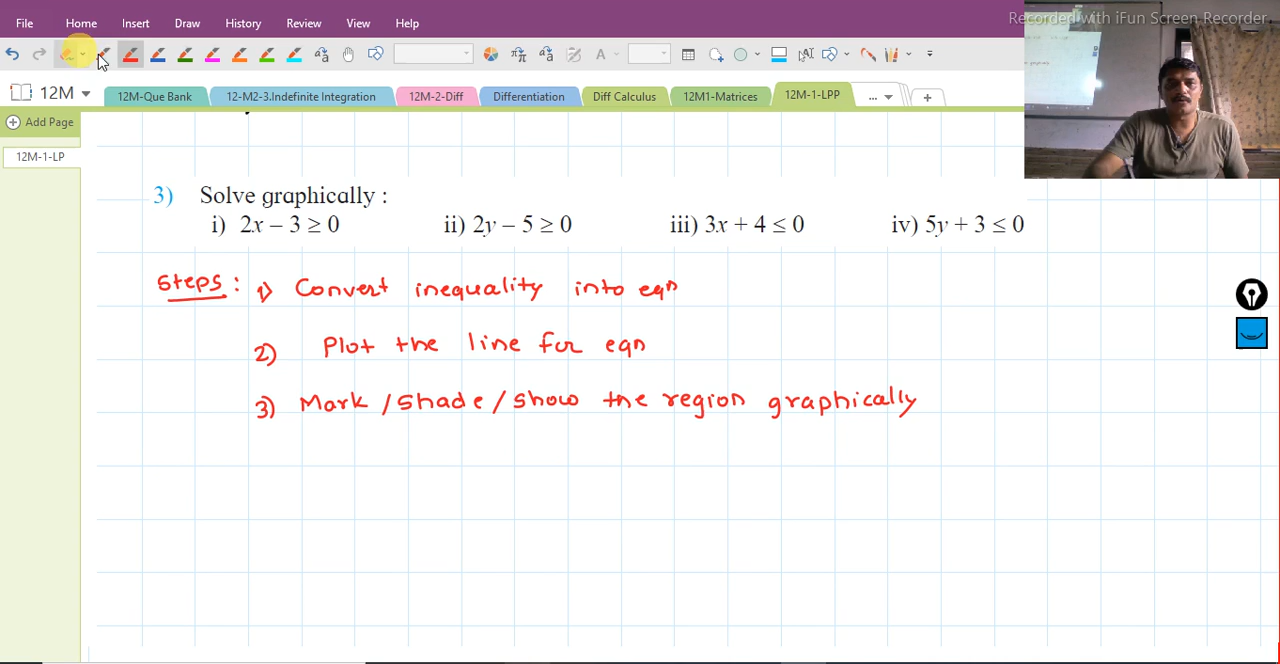 File Home Insert Draw History Review View Help
Recorded with iFun Screen Recorder
12M 12M-Que Bank 12-M2-3.Indefinite Integration 12M-2-Diff Differentiation Diff Calculus 12M1-Matrices 12M-1-LPP ... +
Add Page
12M-1-LP
3) Solve graphically :
i) 2x – 3 ≥ 0 ii) 2y – 5 ≥ 0 iii) 3x + 4 ≤ 0 iv) 5y + 3 ≤ 0
Steps : 1) Convert inequality into eqn
2) Plot the line for eqn
3) Mark / Shade / Show the region graphically